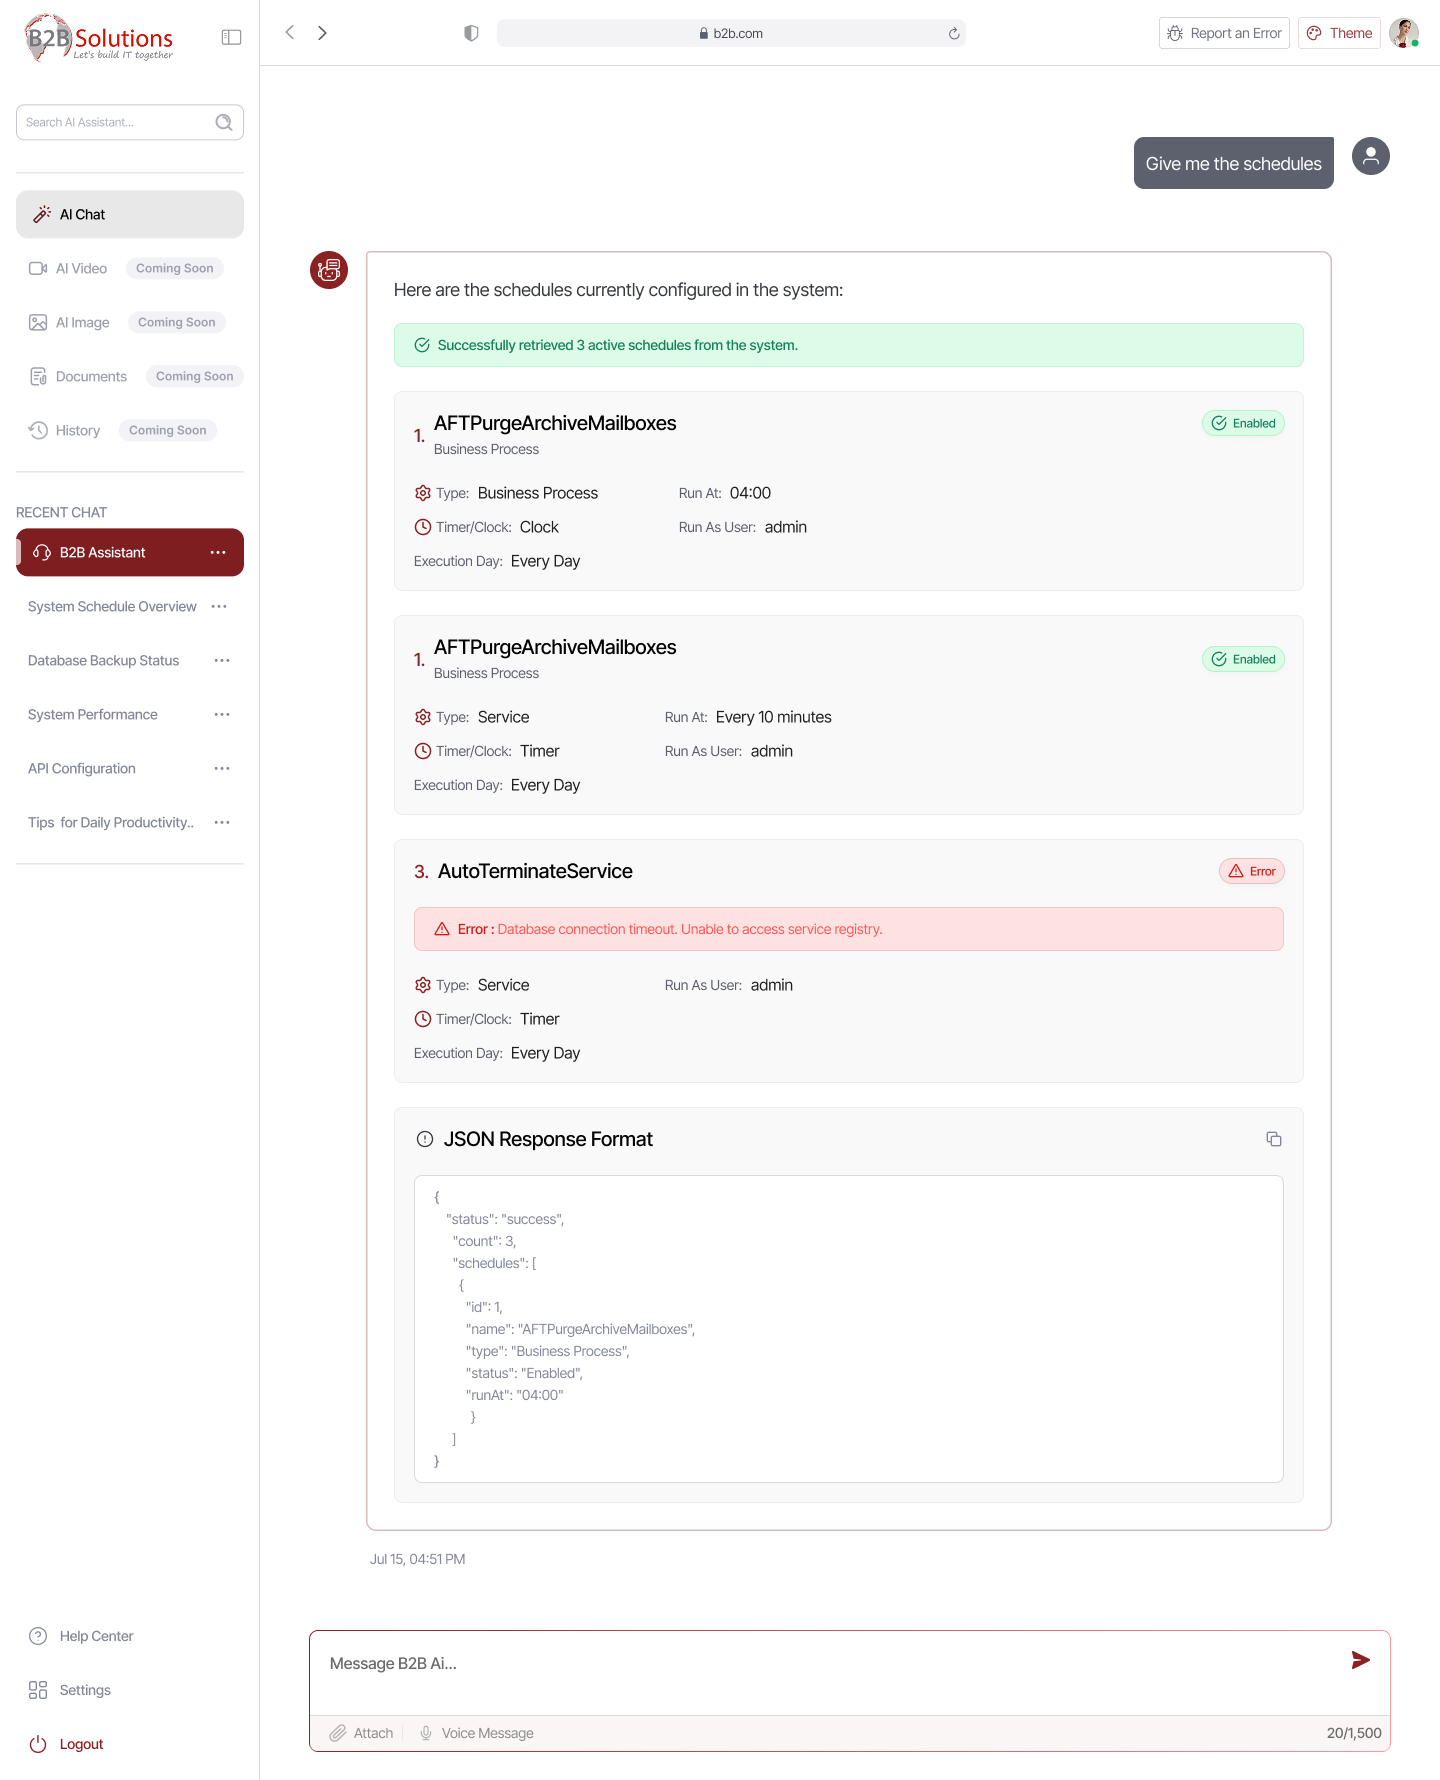 B2BSolutions
Let's build IT together
Search AI Assistant...
AI Chat
AI Video Coming Soon
AI Image Coming Soon
Documents Coming Soon
History Coming Soon
RECENT CHAT
B2B Assistant
System Schedule Overview
Database Backup Status
System Performance
API Configuration
Tips for Daily Productivity..
Help Center
Settings
Logout
b2b.com
Report an Error
Theme
Give me the schedules
Here are the schedules currently configured in the system:
Successfully retrieved 3 active schedules from the system.
1. AFTPurgeArchiveMailboxes
Business Process
Enabled
Type: Business Process Run At: 04:00
Timer/Clock: Clock Run As User: admin
Execution Day: Every Day
1. AFTPurgeArchiveMailboxes
Business Process
Enabled
Type: Service Run At: Every 10 minutes
Timer/Clock: Timer Run As User: admin
Execution Day: Every Day
3. AutoTerminateService
Error
Error : Database connection timeout. Unable to access service registry.
Type: Service Run As User: admin
Timer/Clock: Timer
Execution Day: Every Day
JSON Response Format
{
"status": "success",
"count": 3,
"schedules": [
{
"id": 1,
"name": "AFTPurgeArchiveMailboxes",
"type": "Business Process",
"status": "Enabled",
"runAt": "04:00"
}
]
}
Jul 15, 04:51 PM
Message B2B Ai...
Attach Voice Message 20/1,500